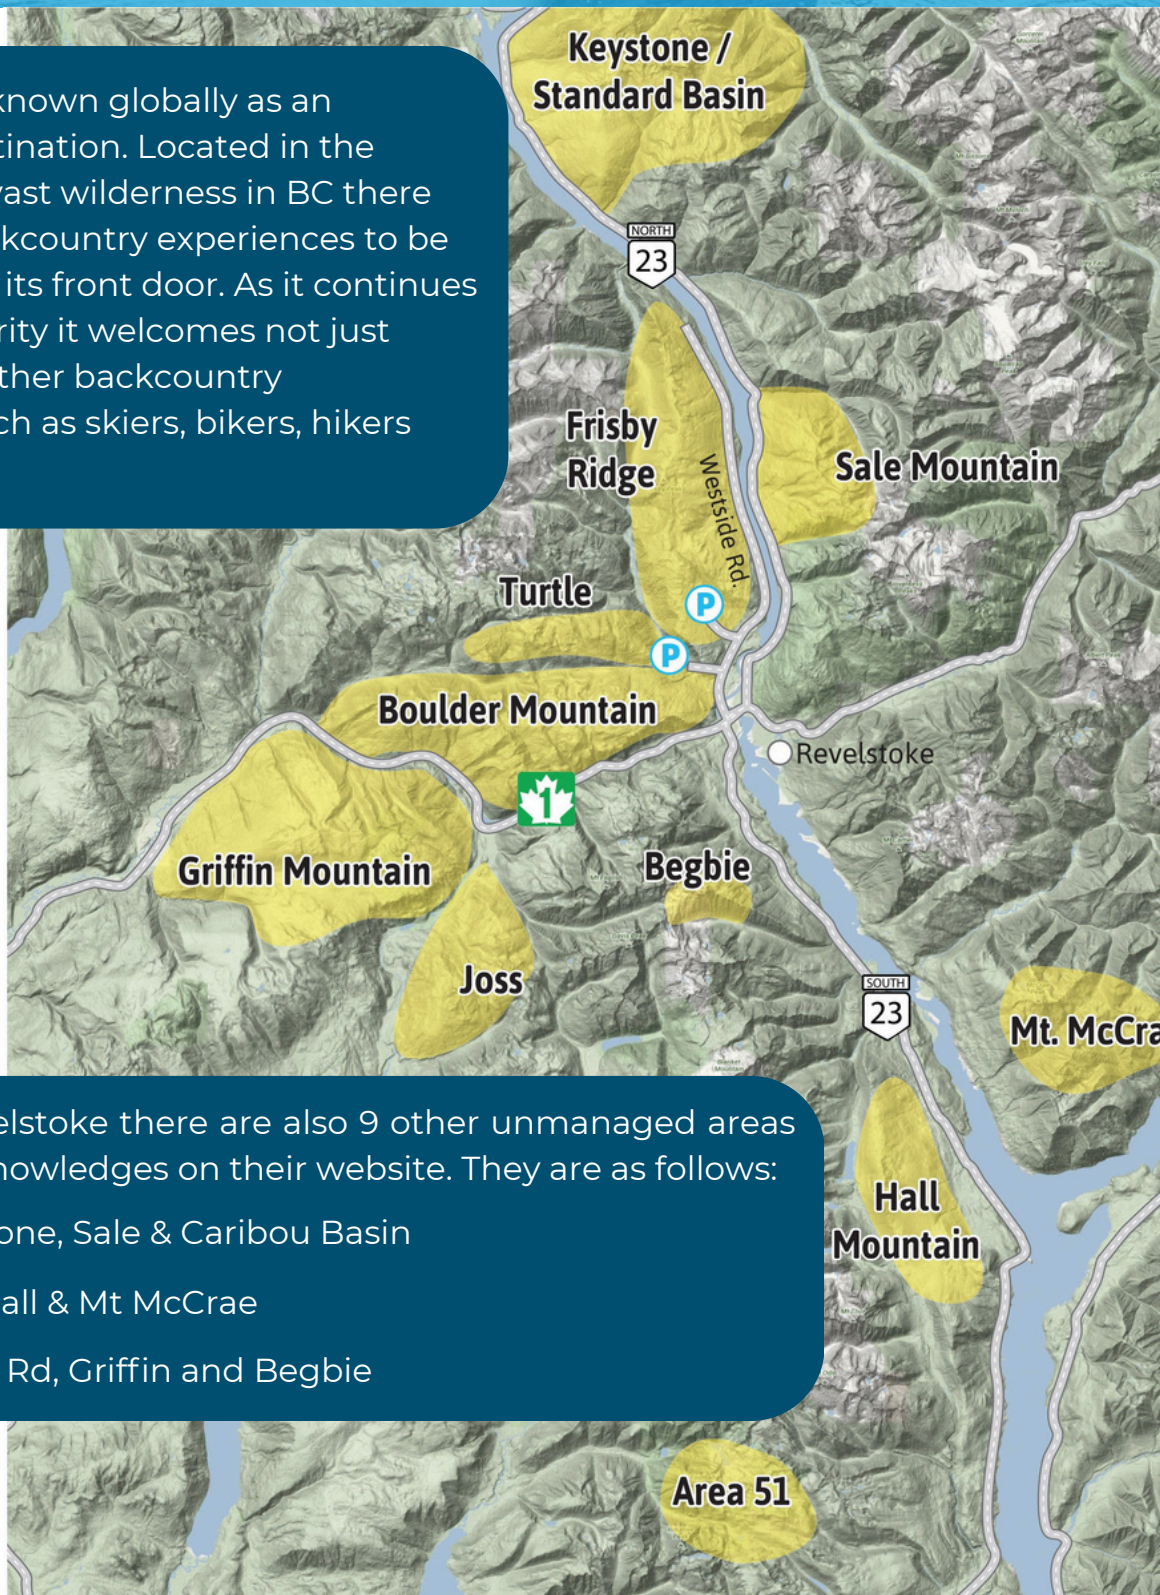 Keystone /
Standard Basin
known globally as an
tination. Located in the
vast wilderness in BC there
kcountry experiences to be
its front door. As it continues
rity it welcomes not just
ther backcountry
ch as skiers, bikers, hikers
NORTH
23
Frisby
Ridge
Westside Rd.
Sale Mountain
Turtle
P
P
Boulder Mountain
Revelstoke
1
Griffin Mountain
Begbie
Joss
SOUTH
23
Mt. McCra
elstoke there are also 9 other unmanaged areas
nowledges on their website. They are as follows:
one, Sale & Caribou Basin
all & Mt McCrae
Rd, Griffin and Begbie
Hall
Mountain
Area 51